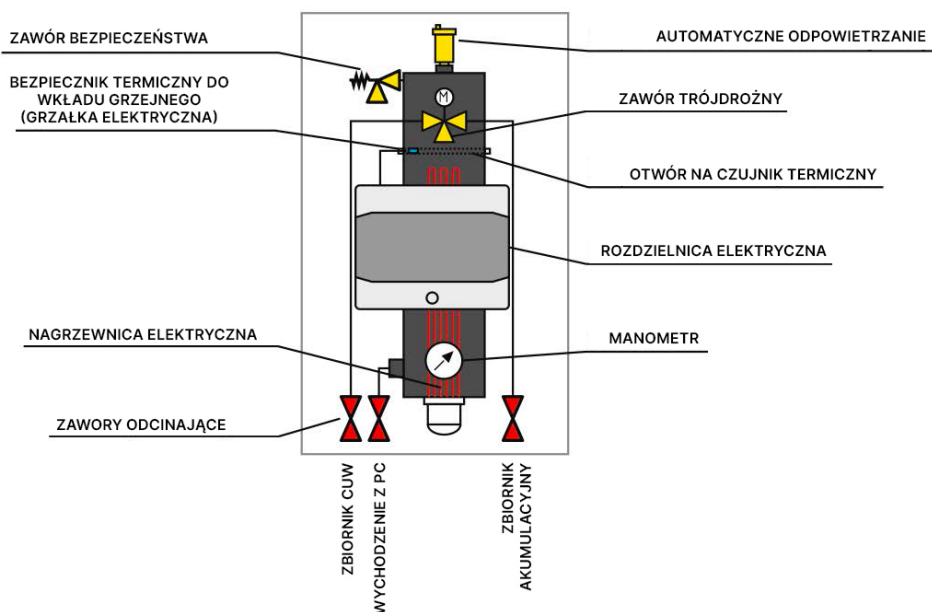 ZAWÓR BEZPIECZEŃSTWA
AUTOMATYCZNE ODPOWIETRZANIE
BEZPIECZNIK TERMICZNY DO
WKŁADU GRZEJNEGO
(GRZAŁKA ELEKTRYCZNA)
M
ZAWÓR TRÓJDROŻNY
OTWÓR NA CZUJNIK TERMICZNY
ROZDZIELNICA ELEKTRYCZNA
NAGRZEWNICA ELEKTRYCZNA
MANOMETR
ZAWORY ODCINAJĄCE
ZBIORNIK CUW
WYCHODZENIE Z PC
ZBIORNIK
AKUMULACYJNY